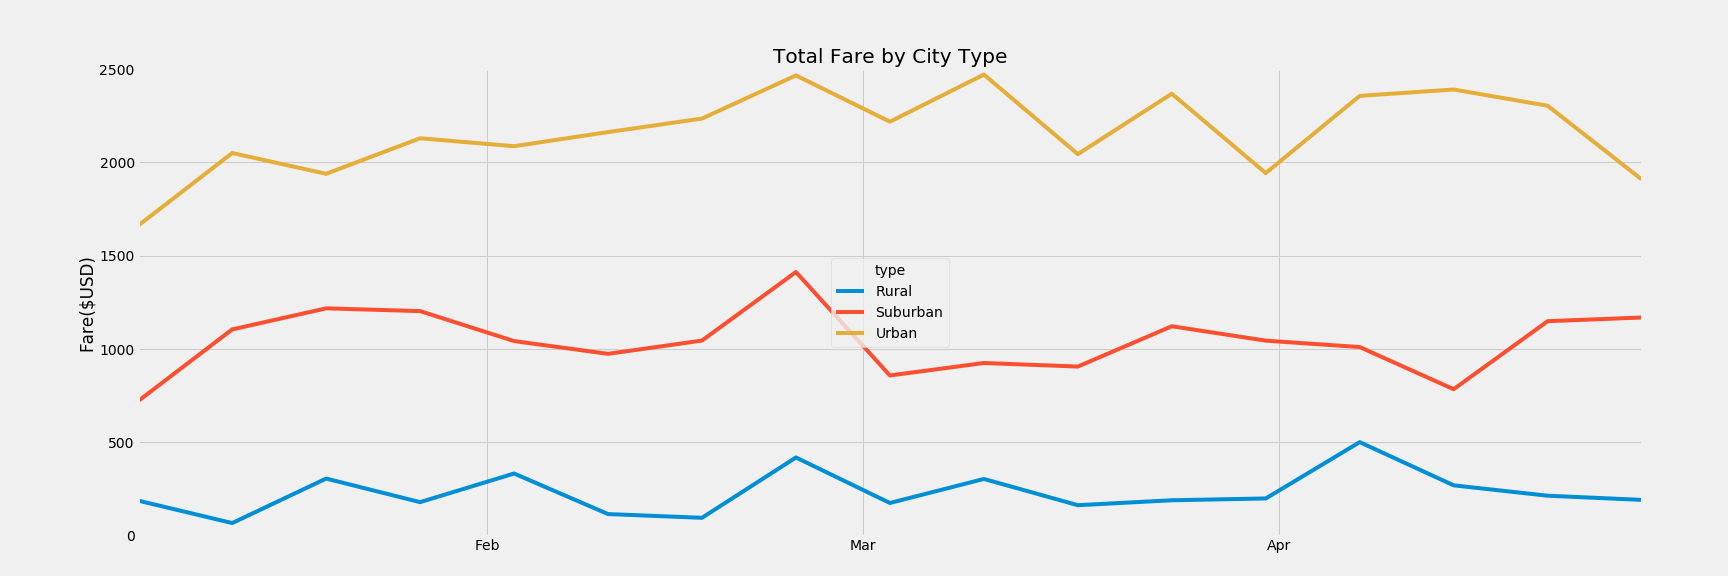 Total Fare by City Type
Fare($USD)
2500
2000
1500
1000
500
0
type
Rural
Suburban
Urban
Feb
Mar
Apr